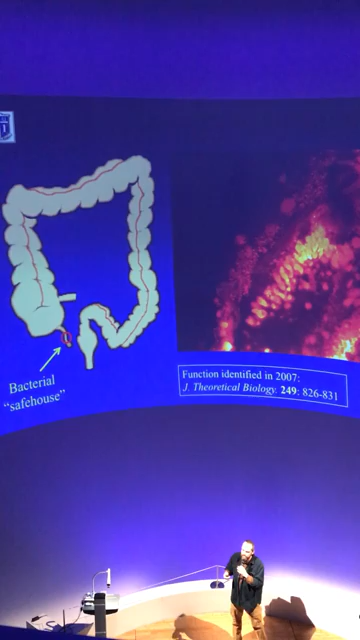 Bacterial
“safehouse”
Function identified in 2007:
J. Theoretical Biology. 249: 826-831